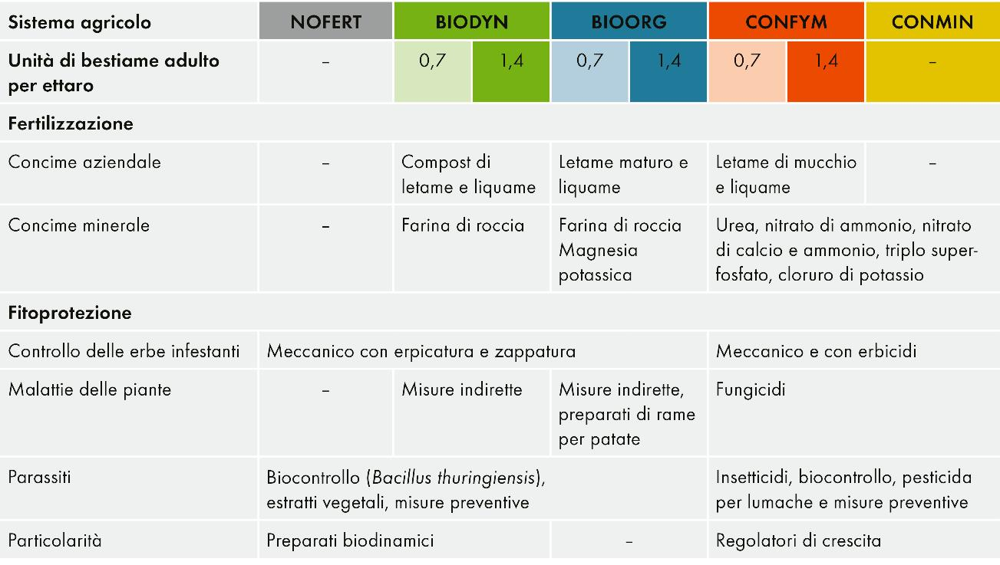 Sistema agricolo NOFERT BIODYN BIOORG CONFYM CONMIN
Unità di bestiame adulto
per ettaro
– 0,7 1,4 0,7 1,4 0,7 1,4 –
Fertilizzazione
Concime aziendale
–
Compost di
letame e liquame
Letame maturo e
liquame
Letame di mucchio
e liquame
–
Concime minerale
–
Farina di roccia
Farina di roccia
Magnesia
potassica
Urea, nitrato di ammonio, nitrato
di calcio e ammonio, triplo super-
fosfato, cloruro di potassio
Fitoprotezione
Controllo delle erbe infestanti
Meccanico con erpicatura e zappatura
Meccanico e con erbicidi
Malattie delle piante
–
Misure indirette
Misure indirette,
preparati di rame
per patate
Fungicidi
Parassiti
Biocontrollo (Bacillus thuringiensis),
estratti vegetali, misure preventive
Insetticidi, biocontrollo, pesticida
per lumache e misure preventive
Particolarità
Preparati biodinamici
–
Regolatori di crescita